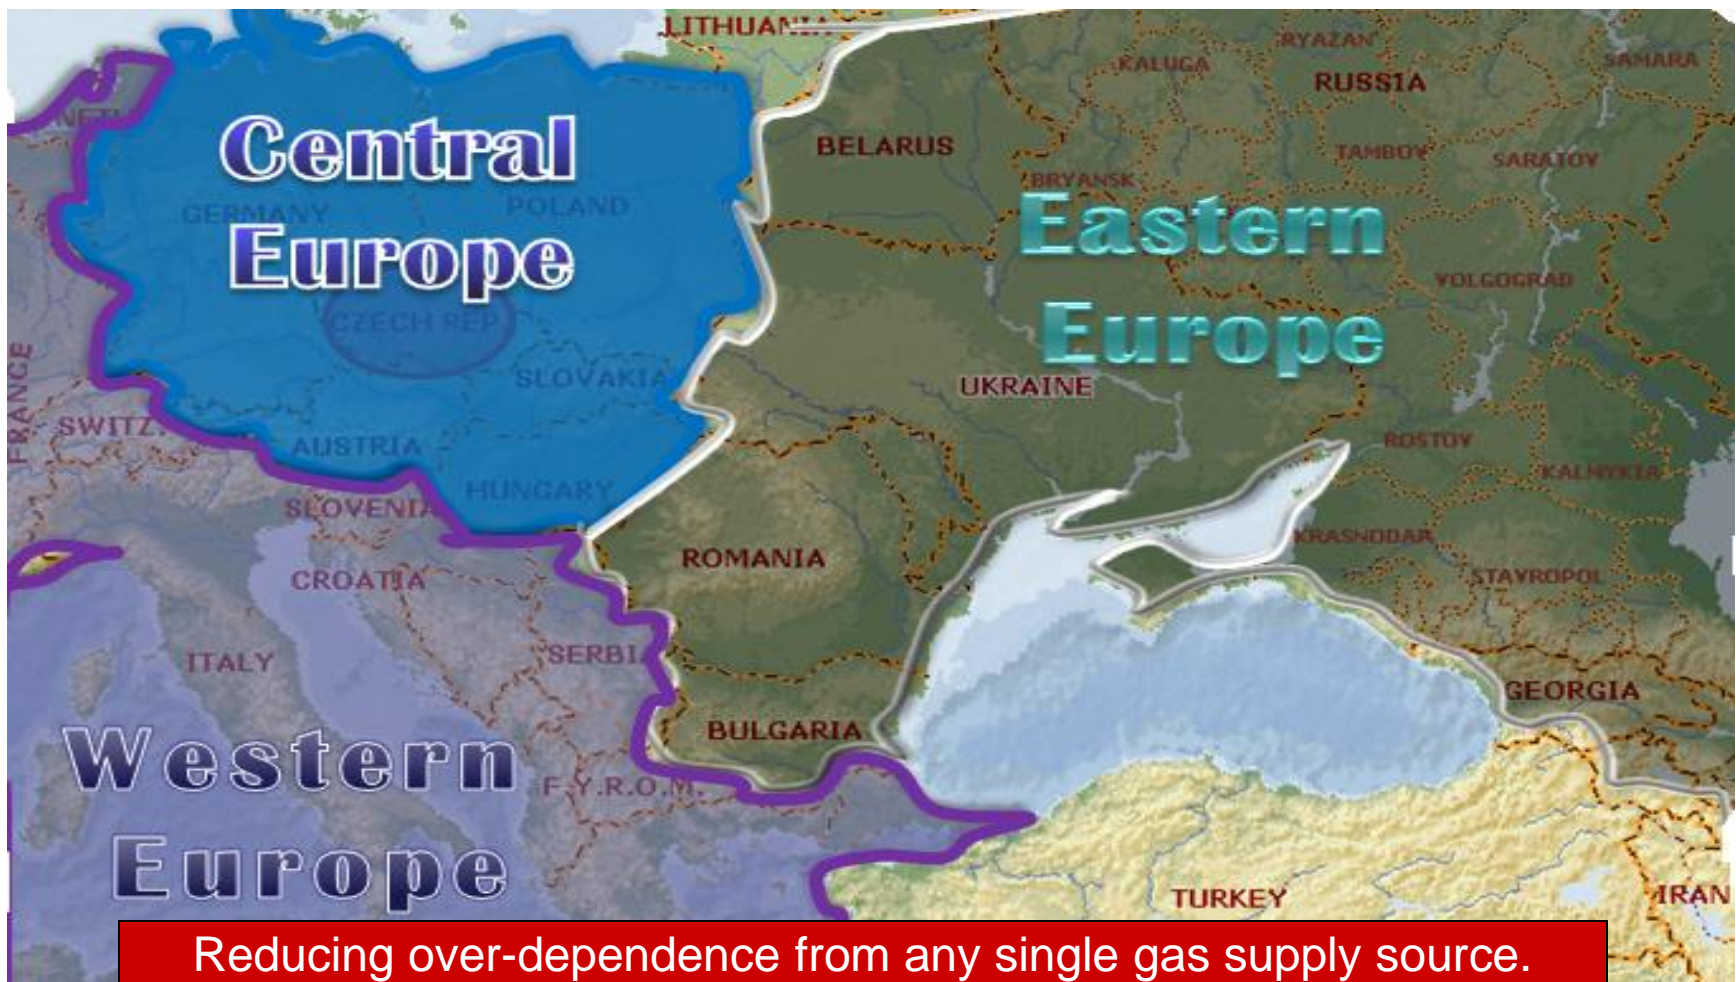 LITHUANIA
RYAZAN
KALUGA
SAMARA
RUSSIA
NETH
Central
BELARUS
TAMBOV
SARATOV
BRYANSK
GERMANY
POLAND
Eastern
Europe
VOLGOGRAD
CZECH REP
Europe
FRANCE
SLOVAKIA
UKRAINE
SWITZ.
AUSTRIA
ROSTOV
KALMYKIA
HUNGARY
SLOVENIA
KRASNODAR
ROMANIA
CROATIA
STAVROPOL
ITALY
SERBI
GEORGIA
BULGARIA
Western
F.Y.R.O.M.
Europe
TURKEY
IRAN
Reducing over-dependence from any single gas supply source.